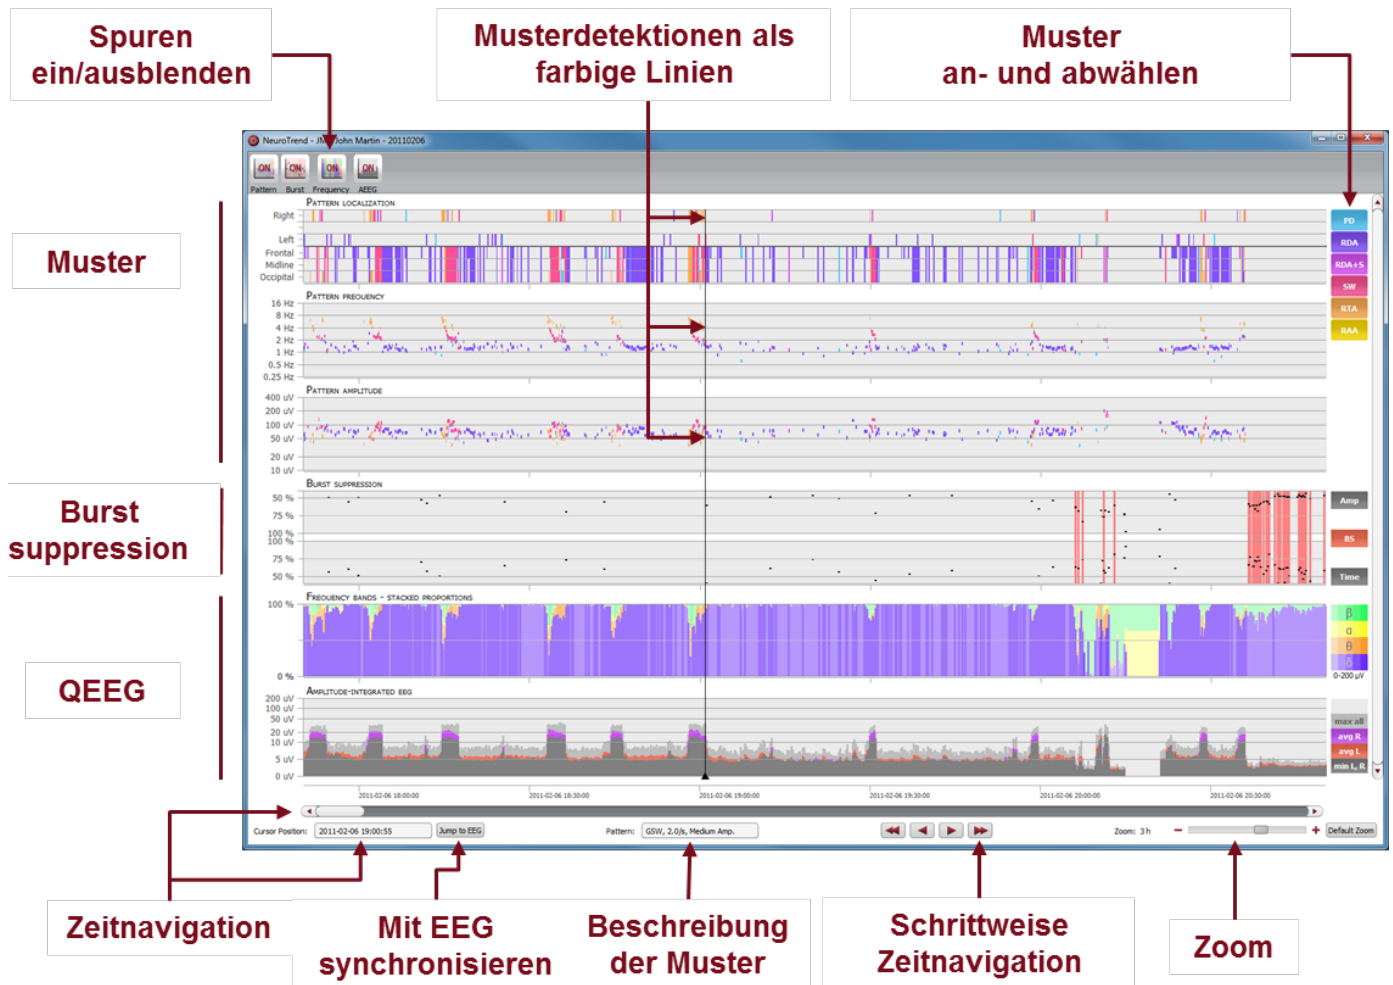 Spuren
ein/ausblenden
Musterdetektionen als
farbige Linien
Muster
an- und abwählen
NeuroTrend - JM, John Martin - 20110206
ON ON ON ON
Pattern Burst Frequency AEEG
Muster
PATTERN LOCALIZATION
Right
Left
Frontal
Midline
Occipital
PD
RDA
RDA+S
SW
RTA
RAA
PATTERN FREQUENCY
16 Hz
8 Hz
4 Hz
2 Hz
1 Hz
0.5 Hz
0.25 Hz
PATTERN AMPLITUDE
400 uV
200 uV
100 uV
50 uV
20 uV
10 uV
Burst
suppression
BURST SUPPRESSION
50 %
75 %
100 %
100 %
75 %
50 %
Amp
BS
Time
QEEG
FREQUENCY BANDS - STACKED PROPORTIONS
100 %
0 %
β
α
θ
δ
0-200 µV
AMPLITUDE-INTEGRATED EEG
200 uV
100 uV
50 uV
20 uV
10 uV
5 uV
0 uV
max all
avg R
avg L
min L, R
2011-02-06 18:00:00 2011-02-06 18:30:00 2011-02-06 19:00:00 2011-02-06 19:30:00 2011-02-06 20:00:00 2011-02-06 20:30:00
Cursor Position: 2011-02-06 19:00:55 Jump to EEG Pattern: GSW, 2.0/s, Medium Amp. Zoom: 3 h Default Zoom
Zeitnavigation
Mit EEG
synchronisieren
Beschreibung
der Muster
Schrittweise
Zeitnavigation
Zoom